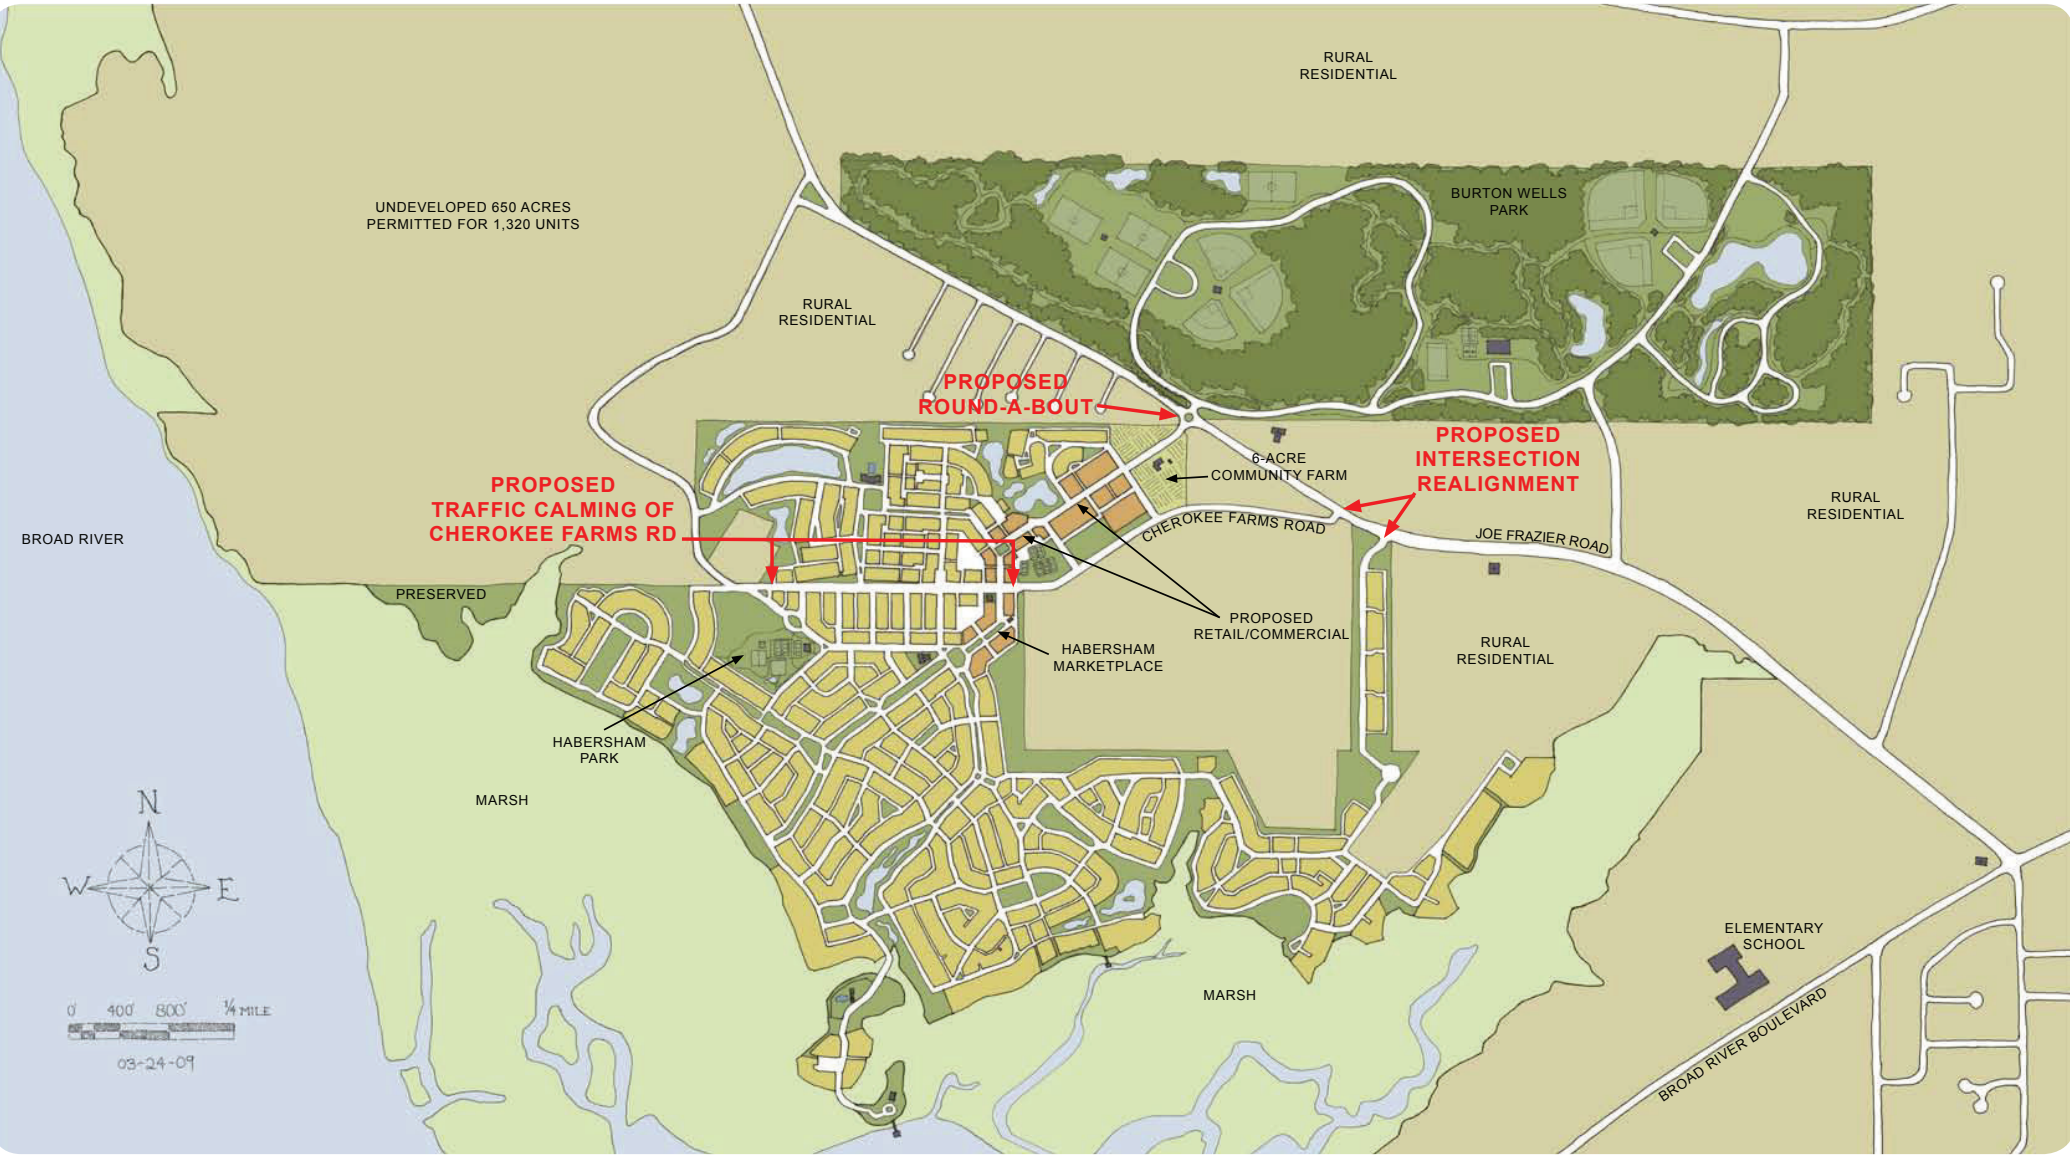 RURAL
RESIDENTIAL
UNDEVELOPED 650 ACRES
PERMITTED FOR 1,320 UNITS
BURTON WELLS
PARK
RURAL
RESIDENTIAL
PROPOSED
ROUND-A-BOUT
PROPOSED
INTERSECTION
REALIGNMENT
6-ACRE
COMMUNITY FARM
PROPOSED
TRAFFIC CALMING OF
CHEROKEE FARMS RD
RURAL
RESIDENTIAL
CHEROKEE FARMS ROAD
JOE FRAZIER ROAD
BROAD RIVER
PRESERVED
PROPOSED
RETAIL/COMMERCIAL
HABERSHAM
MARKETPLACE
RURAL
RESIDENTIAL
HABERSHAM
PARK
MARSH
N
W
E
S
ELEMENTARY
SCHOOL
MARSH
BROAD RIVER BOULEVARD
0' 400' 800' 1/4 MILE
03-24-09